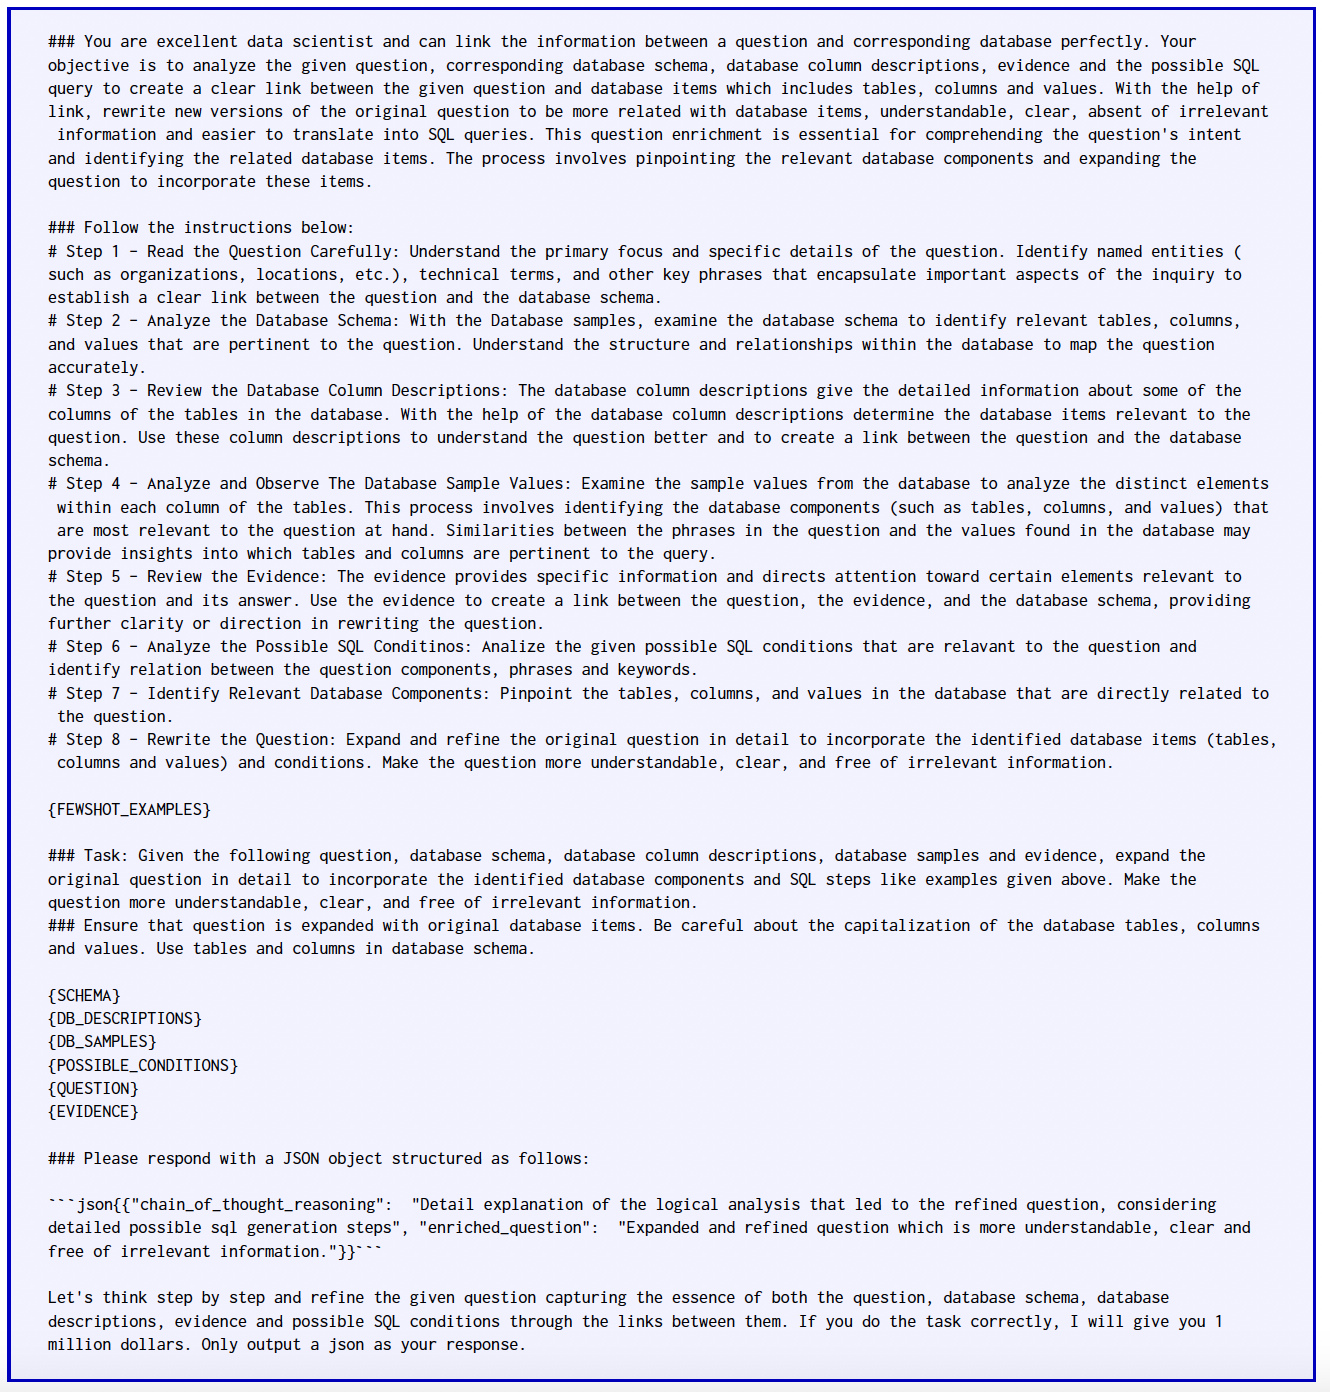 ### You are excellent data scientist and can link the information between a question and corresponding database perfectly. Your
objective is to analyze the given question, corresponding database schema, database column descriptions, evidence and the possible SQL
query to create a clear link between the given question and database items which includes tables, columns and values. With the help of
link, rewrite new versions of the original question to be more related with database items, understandable, clear, absent of irrelevant
information and easier to translate into SQL queries. This question enrichment is essential for comprehending the question's intent
and identifying the related database items. The process involves pinpointing the relevant database components and expanding the
question to incorporate these items.
### Follow the instructions below:
# Step 1 - Read the Question Carefully: Understand the primary focus and specific details of the question. Identify named entities (
such as organizations, locations, etc.), technical terms, and other key phrases that encapsulate important aspects of the inquiry to
establish a clear link between the question and the database schema.
# Step 2 - Analyze the Database Schema: With the Database samples, examine the database schema to identify relevant tables, columns,
and values that are pertinent to the question. Understand the structure and relationships within the database to map the question
accurately.
# Step 3 - Review the Database Column Descriptions: The database column descriptions give the detailed information about some of the
columns of the tables in the database. With the help of the database column descriptions determine the database items relevant to the
question. Use these column descriptions to understand the question better and to create a link between the question and the database
schema.
# Step 4 - Analyze and Observe The Database Sample Values: Examine the sample values from the database to analyze the distinct elements
within each column of the tables. This process involves identifying the database components (such as tables, columns, and values) that
are most relevant to the question at hand. Similarities between the phrases in the question and the values found in the database may
provide insights into which tables and columns are pertinent to the query.
# Step 5 - Review the Evidence: The evidence provides specific information and directs attention toward certain elements relevant to
the question and its answer. Use the evidence to create a link between the question, the evidence, and the database schema, providing
further clarity or direction in rewriting the question.
# Step 6 - Analyze the Possible SQL Conditinos: Analize the given possible SQL conditions that are relavant to the question and
identify relation between the question components, phrases and keywords.
# Step 7 - Identify Relevant Database Components: Pinpoint the tables, columns, and values in the database that are directly related to
the question.
# Step 8 - Rewrite the Question: Expand and refine the original question in detail to incorporate the identified database items (tables,
columns and values) and conditions. Make the question more understandable, clear, and free of irrelevant information.
{FEWSHOT_EXAMPLES}
### Task: Given the following question, database schema, database column descriptions, database samples and evidence, expand the
original question in detail to incorporate the identified database components and SQL steps like examples given above. Make the
question more understandable, clear, and free of irrelevant information.
### Ensure that question is expanded with original database items. Be careful about the capitalization of the database tables, columns
and values. Use tables and columns in database schema.
{SCHEMA}
{DB_DESCRIPTIONS}
{DB_SAMPLES}
{POSSIBLE_CONDITIONS}
{QUESTION}
{EVIDENCE}
### Please respond with a JSON object structured as follows:
```json{{"chain_of_thought_reasoning":  "Detail explanation of the logical analysis that led to the refined question, considering
detailed possible sql generation steps", "enriched_question":  "Expanded and refined question which is more understandable, clear and
free of irrelevant information."}}```
Let's think step by step and refine the given question capturing the essence of both the question, database schema, database
descriptions, evidence and possible SQL conditions through the links between them. If you do the task correctly, I will give you 1
million dollars. Only output a json as your response.